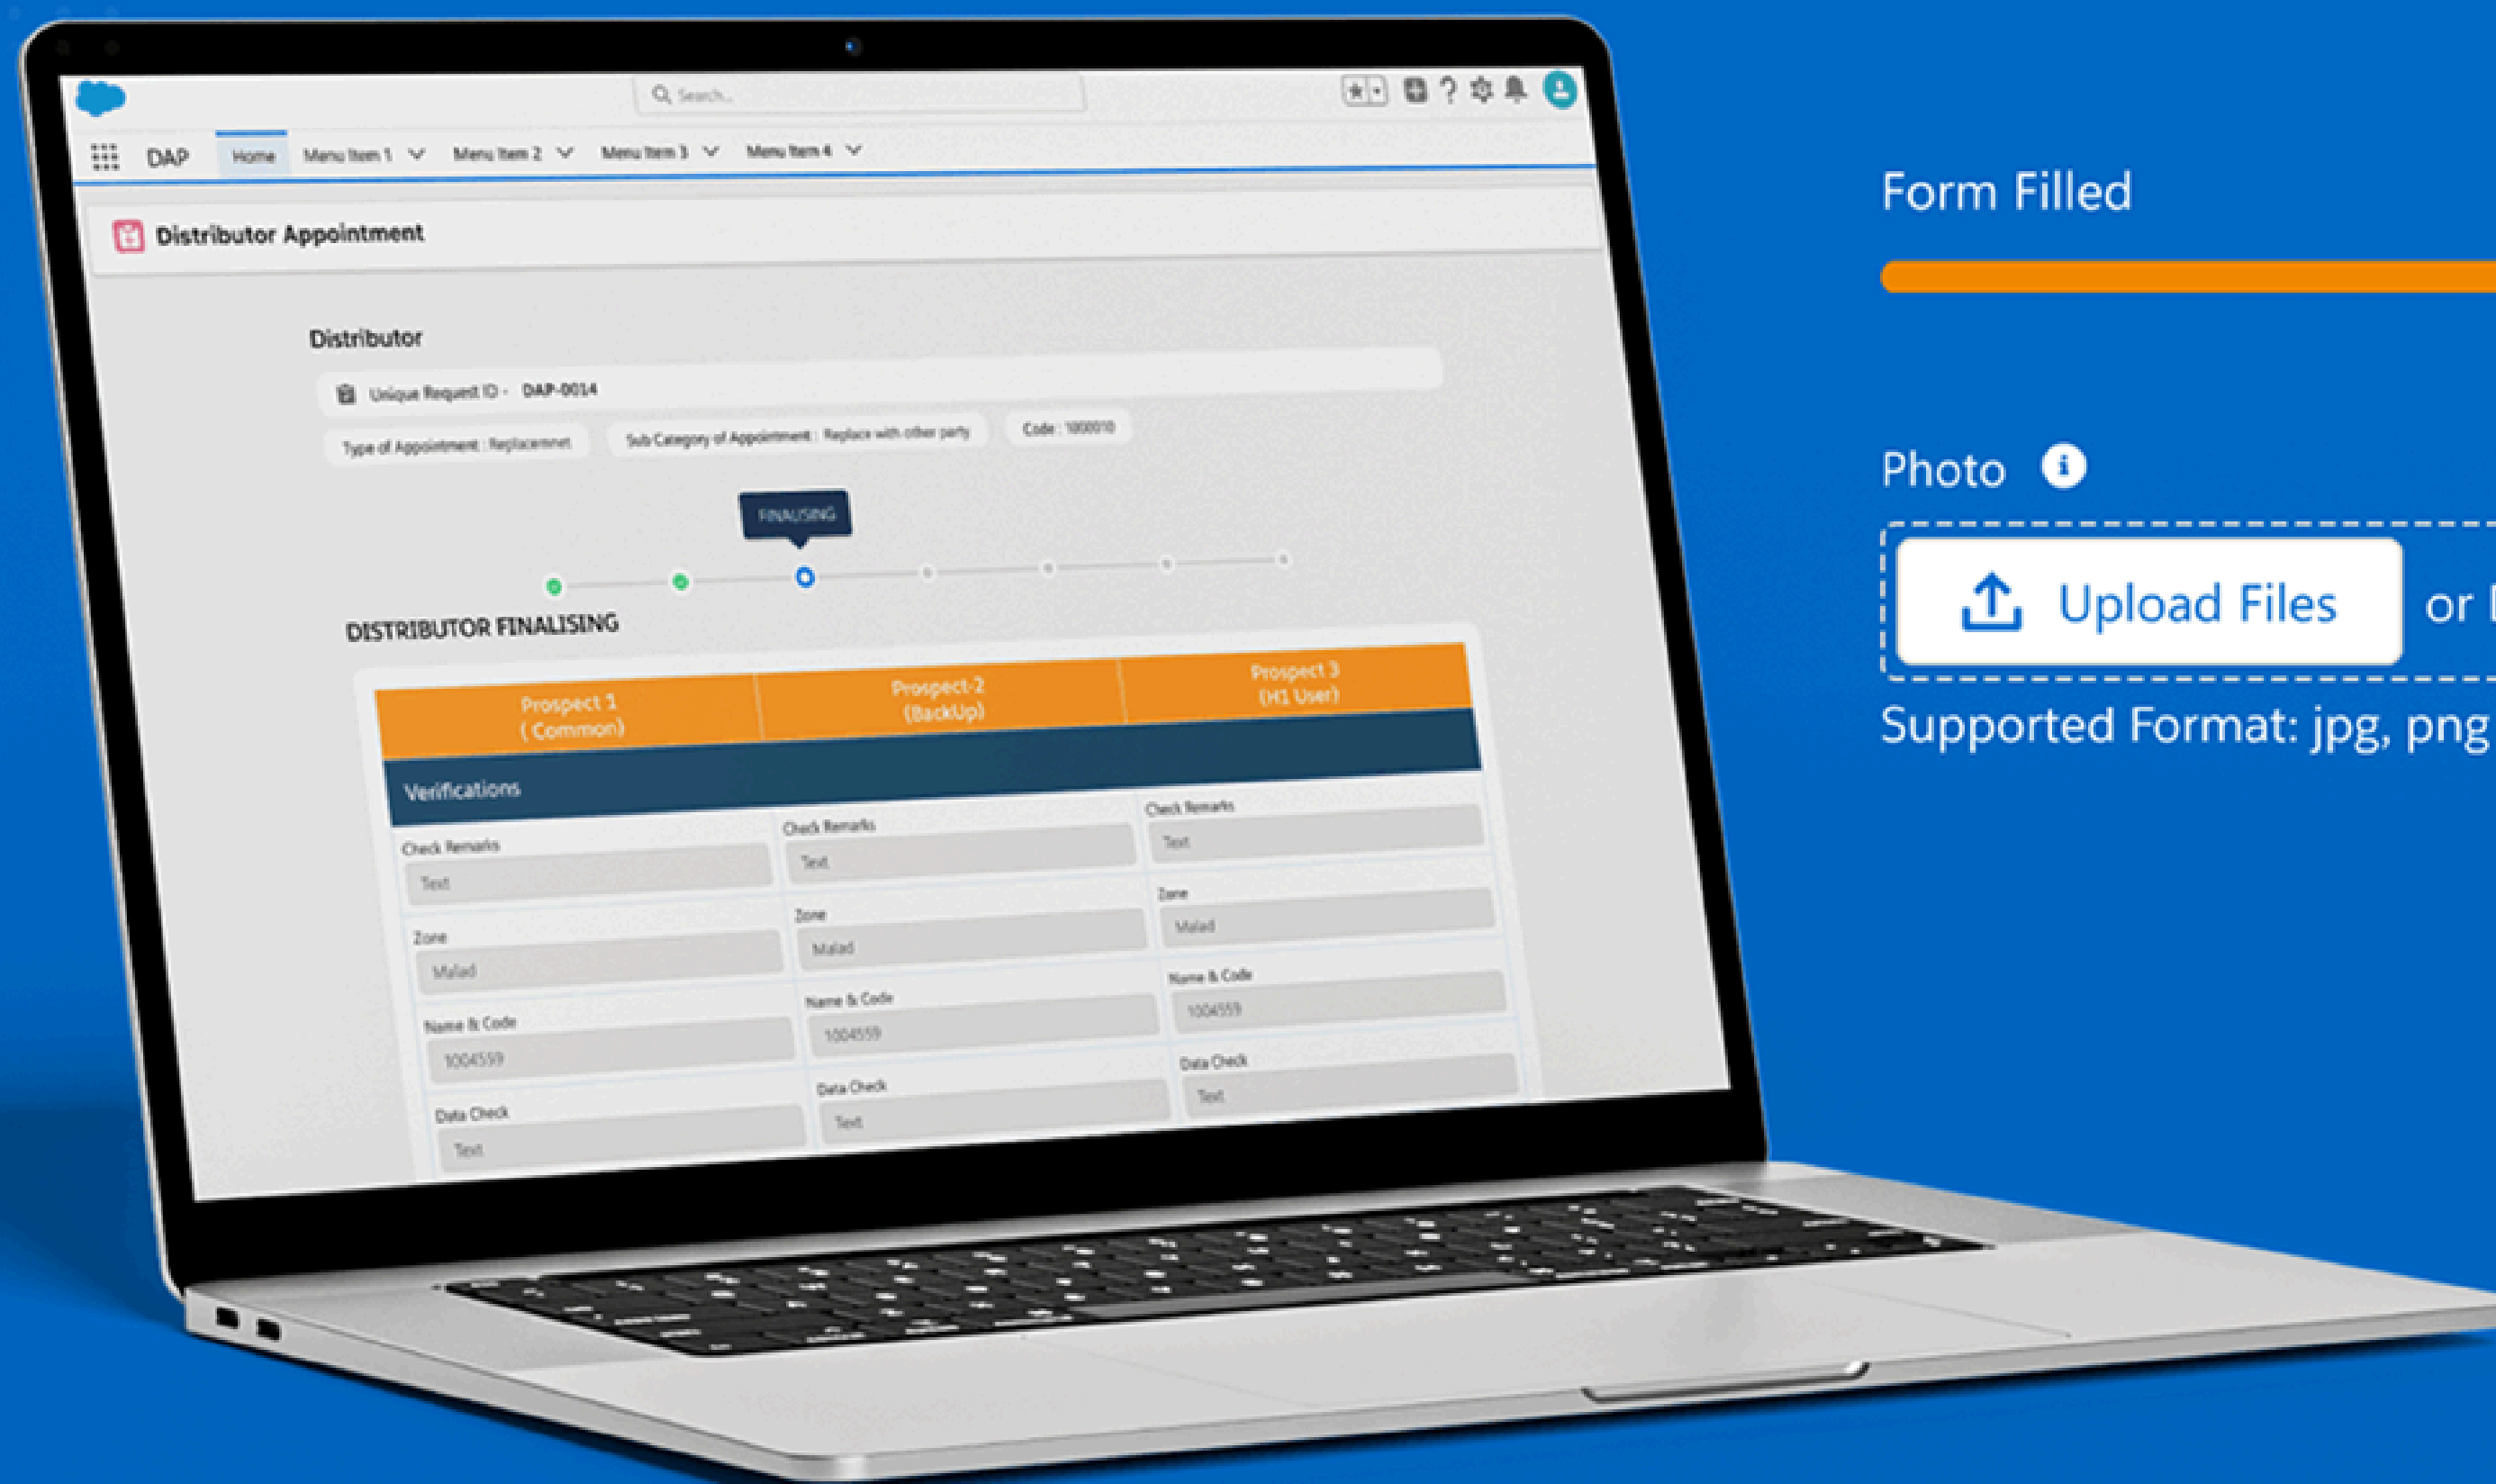 Search...
DAP Home Menu Item 1 Menu Item 2 Menu Item 3 Menu Item 4
Distributor Appointment
Distributor
Unique Request ID - DAP-0014
Type of Appointment : Replacemnet Sub Category of Appointment : Replace with other party Code : 1000010
FINALISING
DISTRIBUTOR FINALISING
Prospect 1 Prospect-2 Prospect 3
( Common) (BackUp) (H1 User)
Verifications
Check Remarks Check Remarks Check Remarks
Text Text Text
Zone Zone Zone
Malad Malad Malad
Name & Code Name & Code Name & Code
1004559 1004559 1004559
Data Check Data Check Data Check
Text Text Text
Form Filled
Photo
Upload Files or
Supported Format: jpg, png